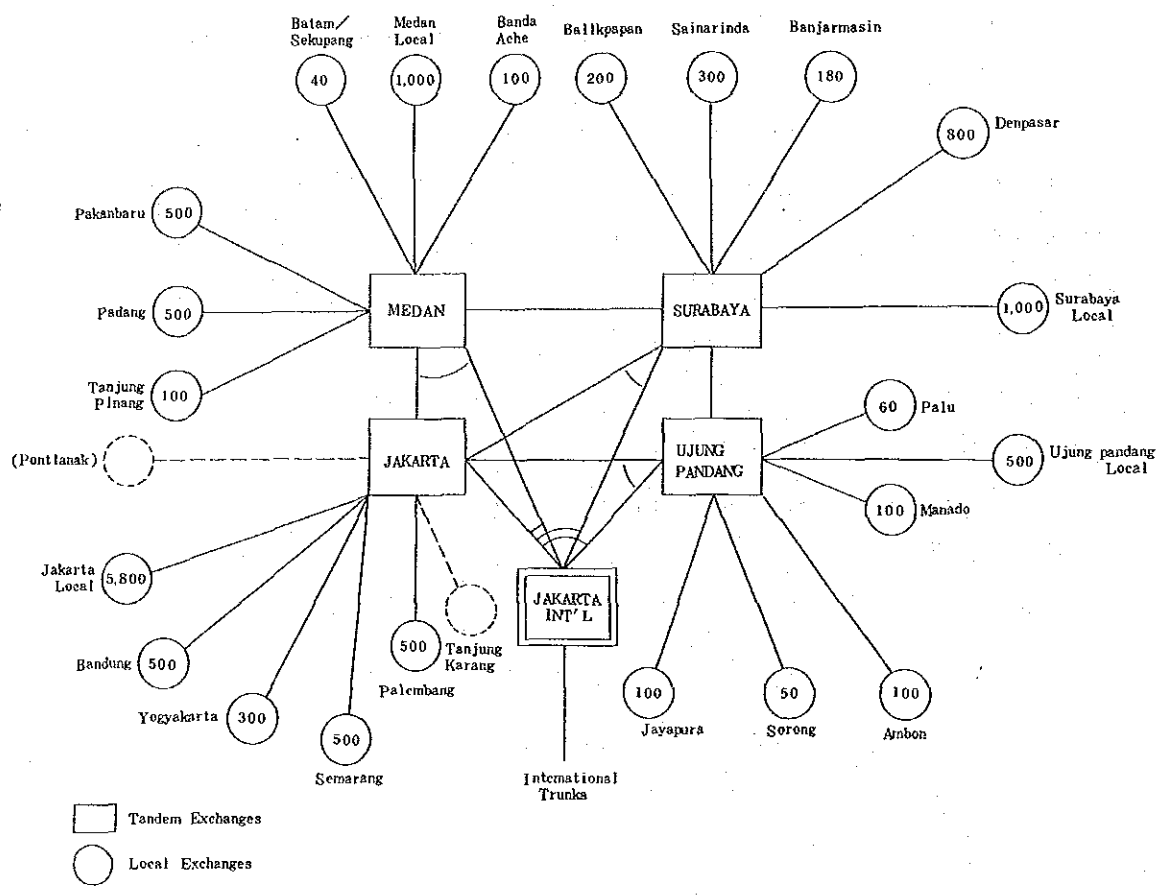 Batam/
Sekupang
Medan
Local
Banda
Ache
Balikpapan
Sainarinda
Banjarmasin
40
1,000
100
200
300
180
Denpasar
800
Pakanbaru
500
Padang
500
MEDAN
SURABAYA
1,000
Surabaya
Local
Tanjung
Pinang
100
60
Palu
(Pontianak)
JAKARTA
UJUNG
PANDANG
500
Ujung pandang
Local
100
Manado
Jakarta
Local
5,800
JAKARTA
INT'L
Bandung
500
500
Tanjung
Karang
Palembang
Yogyakarta
300
500
Semarang
100
Jayapura
50
Sorong
100
Ambon
International
Trunks
Tandem Exchanges
Local Exchanges